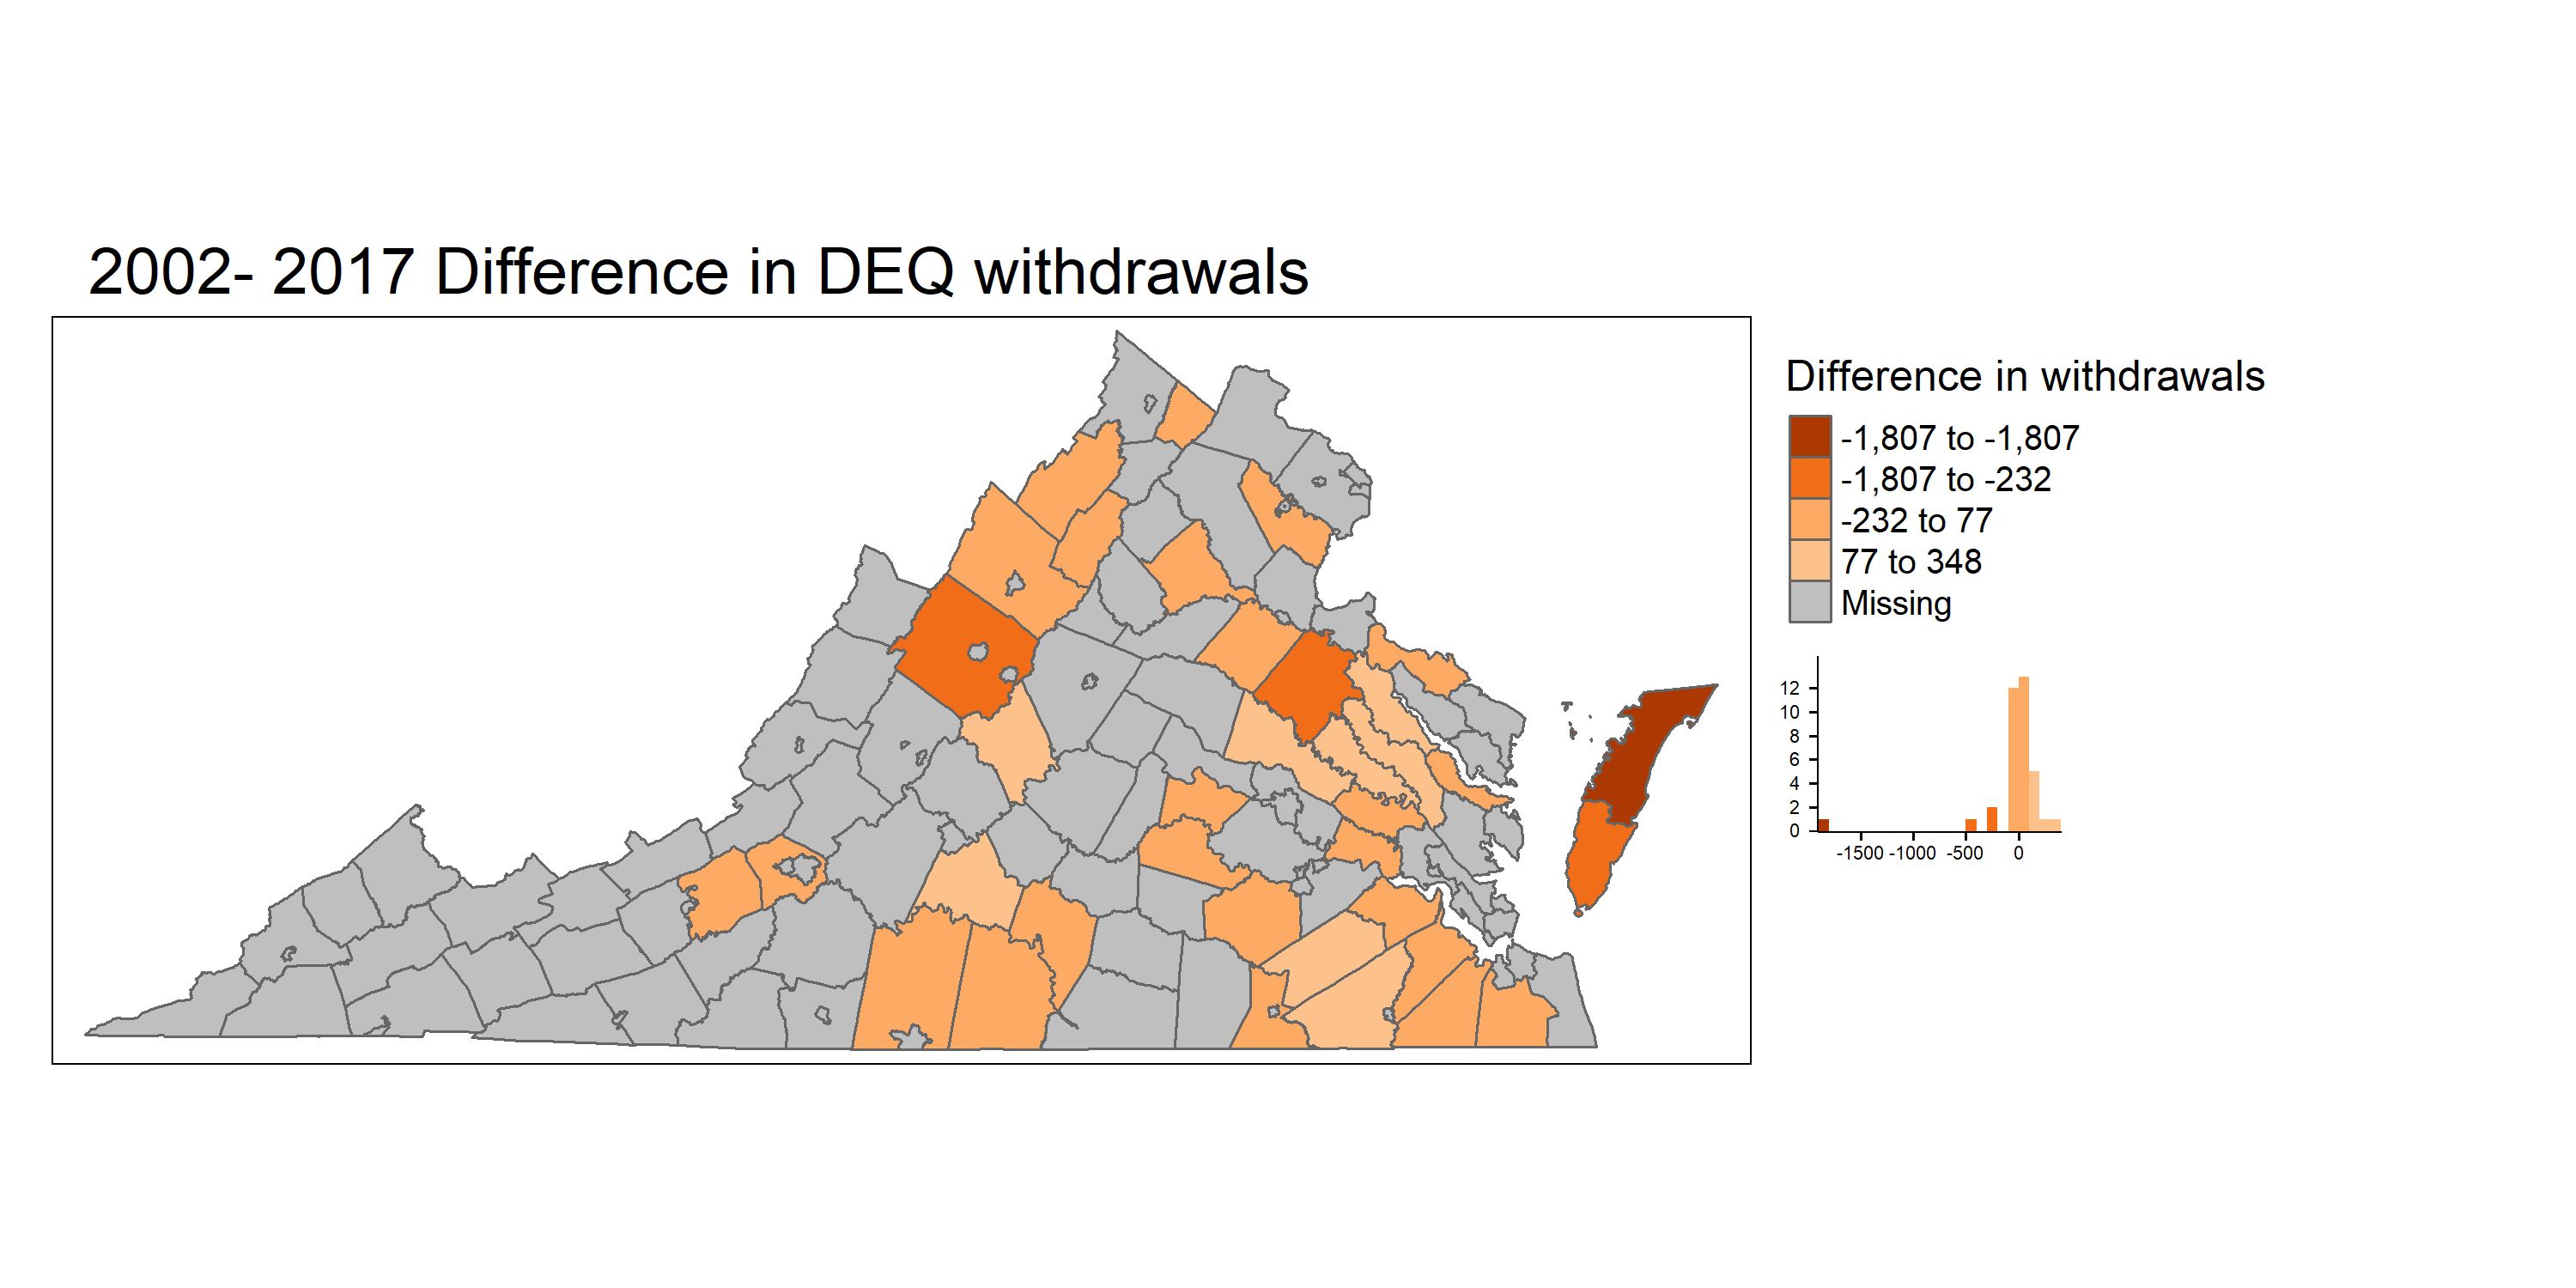 2002- 2017 Difference in DEQ withdrawals
Difference in withdrawals
-1,807 to -1,807
-1,807 to -232
-232 to 77
77 to 348
Missing
12
10
8
6
4
2
0
-1500 -1000 -500 0